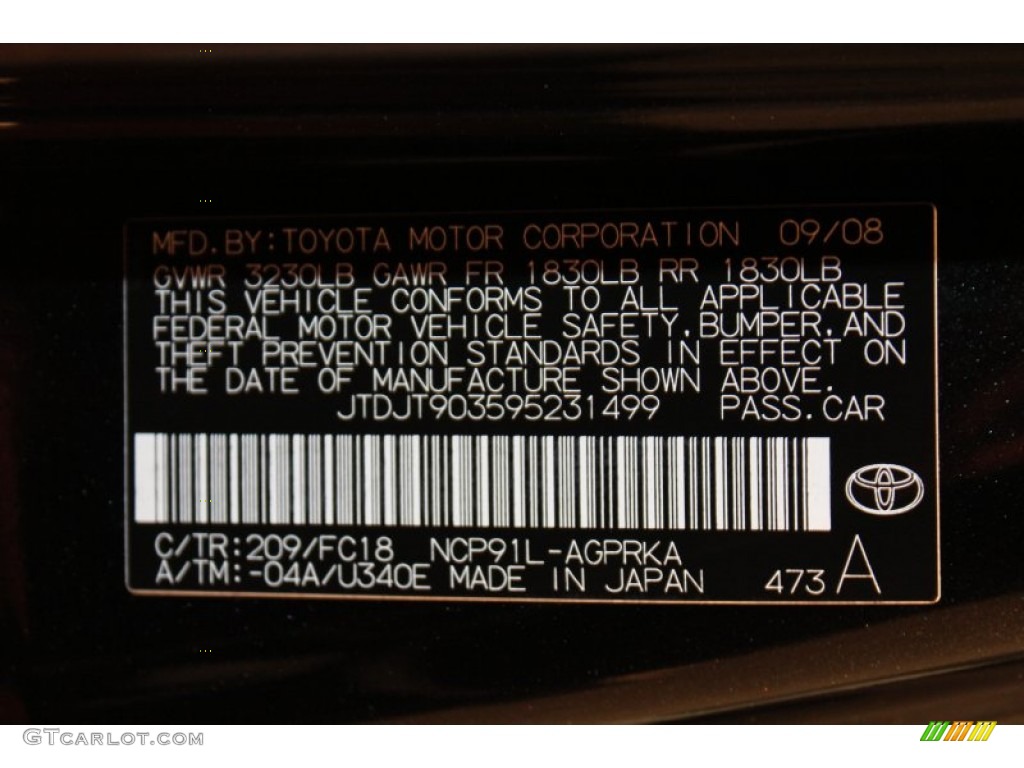 MFD.BY:TOYOTA MOTOR CORPORATION 09/08
GVWR 3230LB GAWR FR 1830LB RR 1830LB
THIS VEHICLE CONFORMS TO ALL APPLICABLE
FEDERAL MOTOR VEHICLE SAFETY,BUMPER,AND
THEFT PREVENTION STANDARDS IN EFFECT ON
THE DATE OF MANUFACTURE SHOWN ABOVE.
JTDJT903595231499 PASS.CAR
C/TR:209/FC18 NCP91L-AGPRKA
A/TM:-04A/U340E MADE IN JAPAN 473 A
GTCARLOT.COM